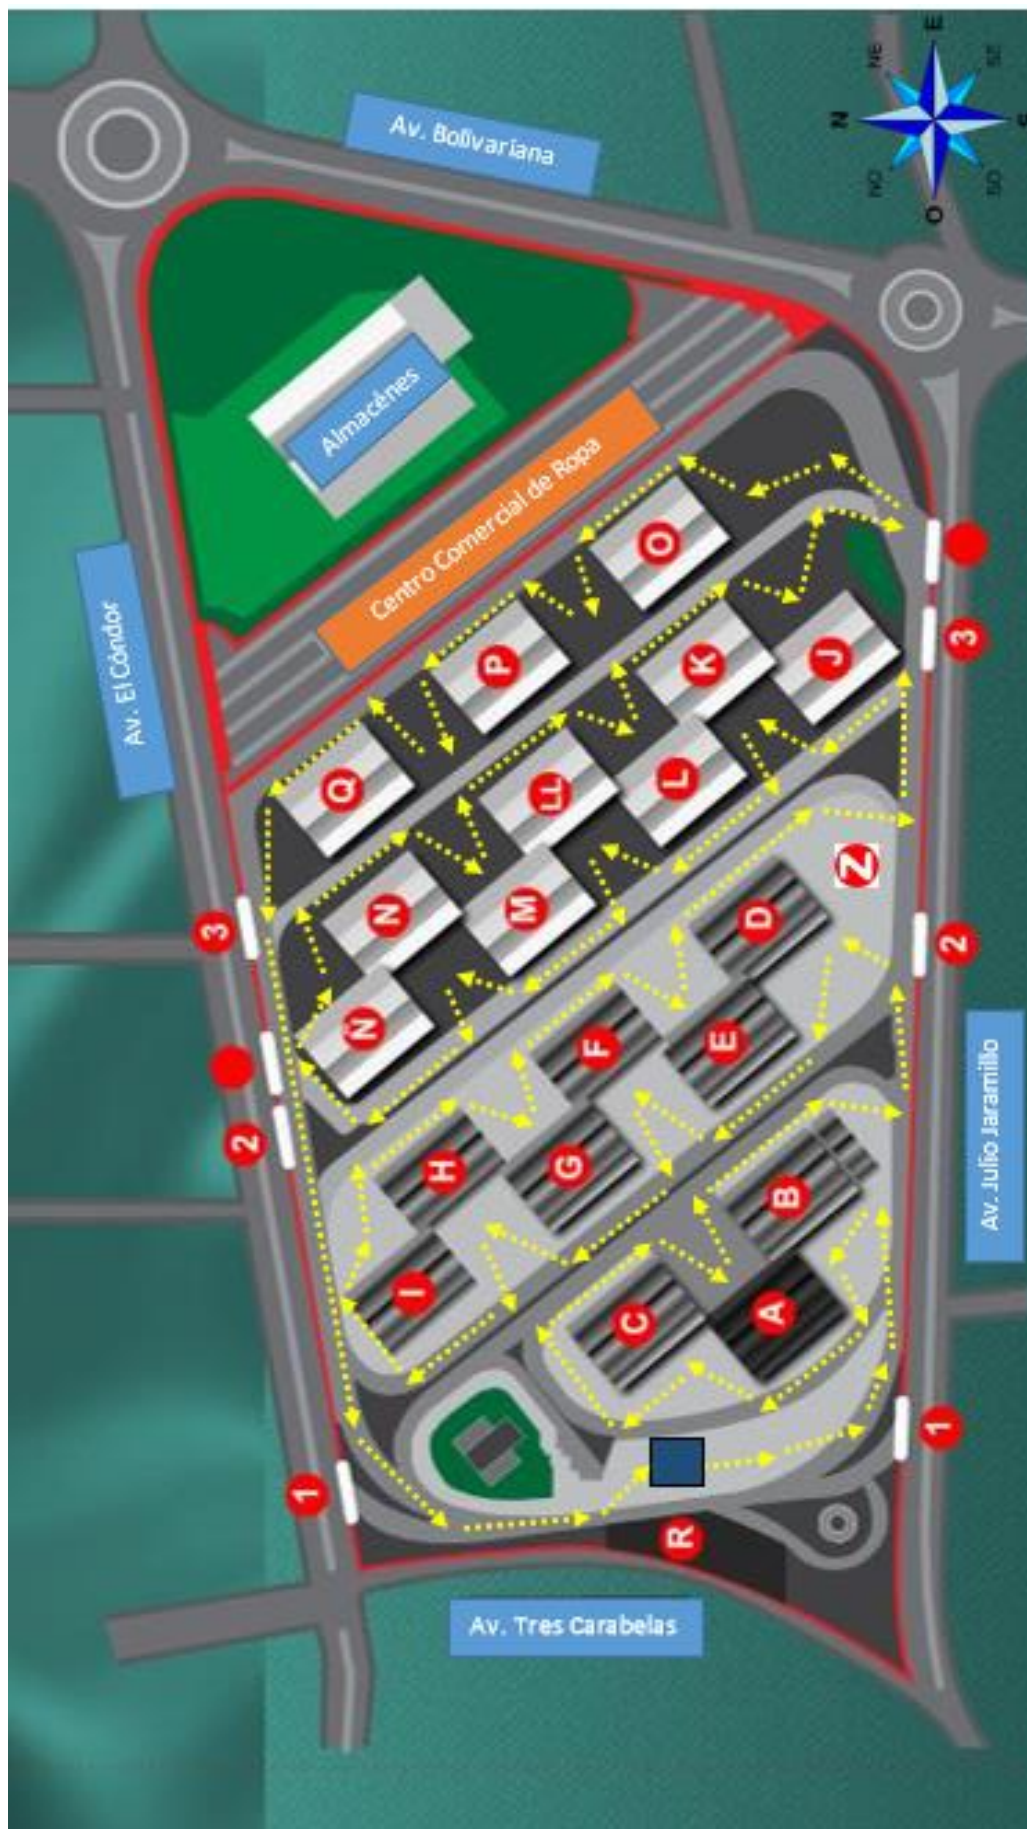 Av. El Cóndor
1
2
3
Av. Bolivariana
Almacénes
Centro Comercial de Ropa
Q
P
O
Ñ
N
M
LL
L
K
J
I
H
G
F
E
D
Z
C
A
B
R
Av. Tres Carabelas
1
2
3
Av. Julio Jaramillo
N
NE
E
SE
SO
O
NO